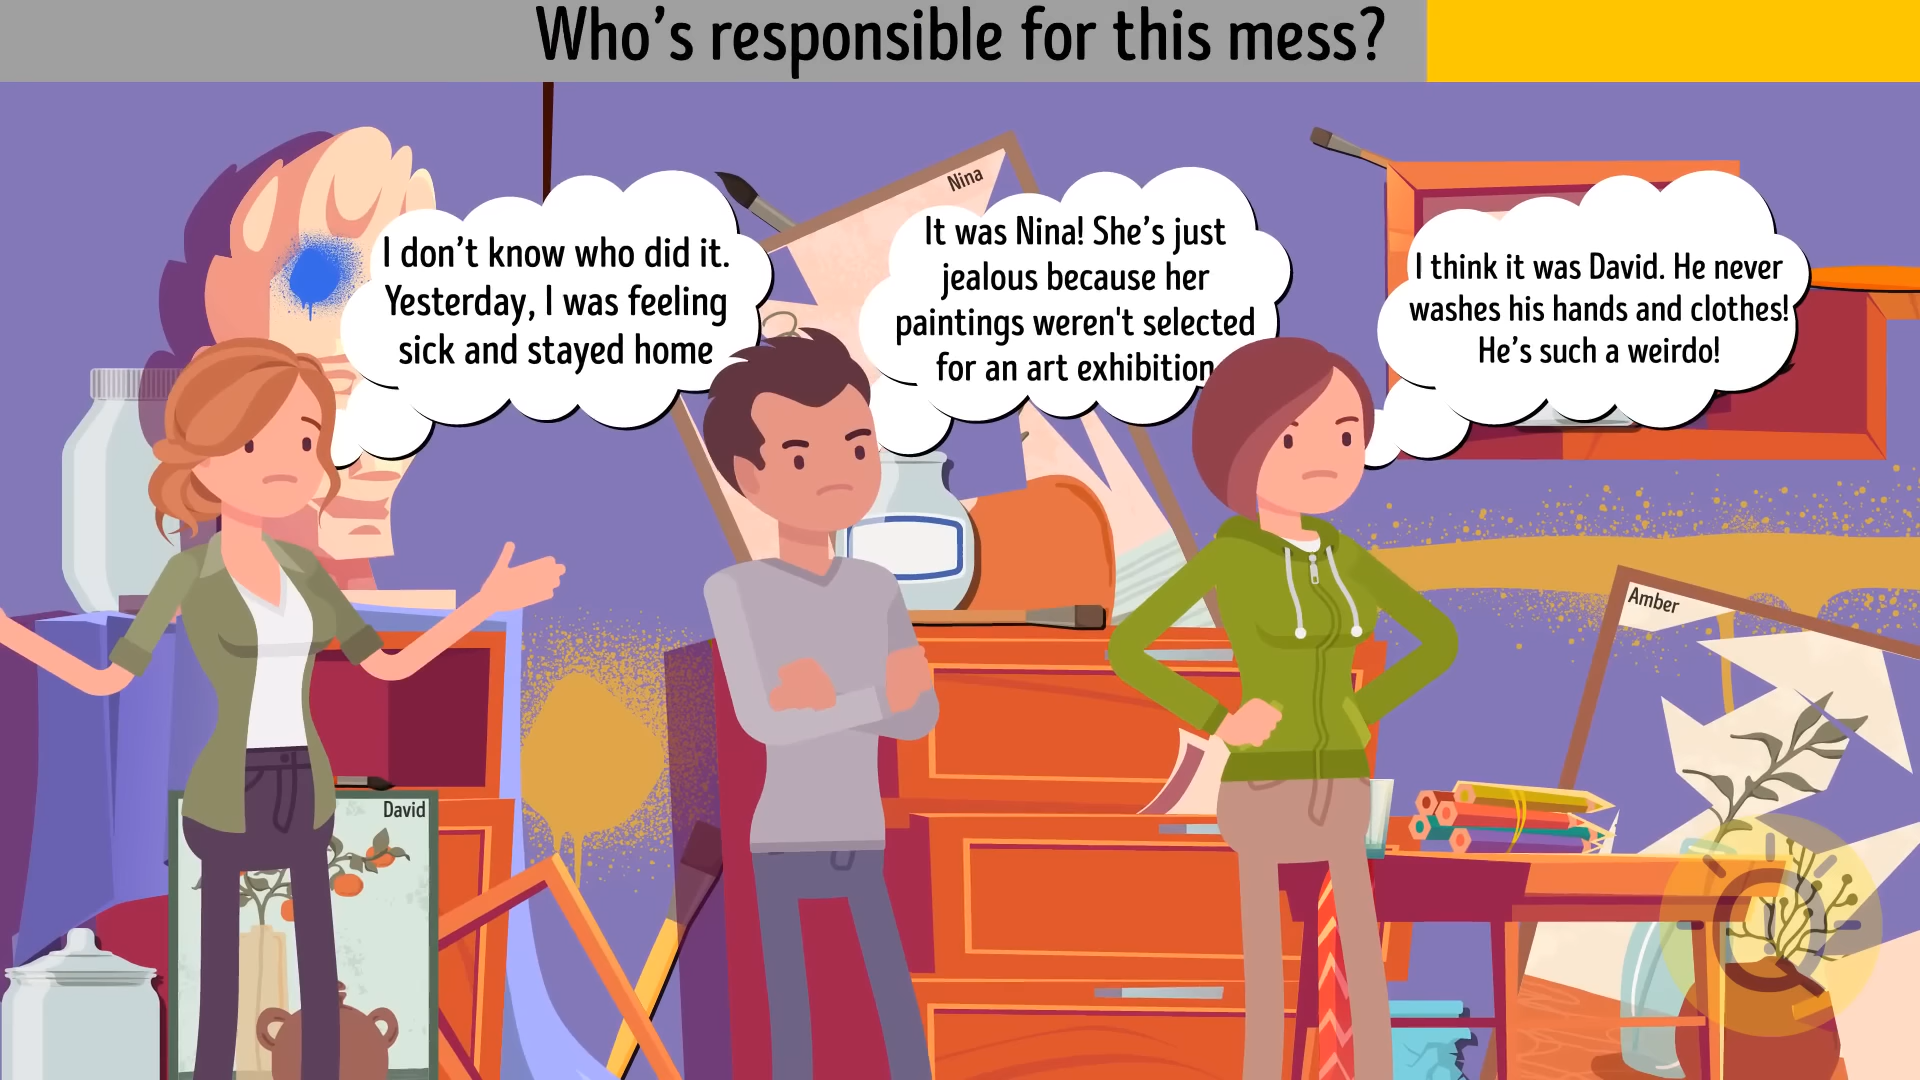 Who's responsible for this mess?
Nina
I don't know who did it.
Yesterday, I was feeling
sick and stayed home
It was Nina! She's just
jealous because her
paintings weren't selected
for an art exhibition
I think it was David. He never
washes his hands and clothes!
He's such a weirdo!
Amber
David